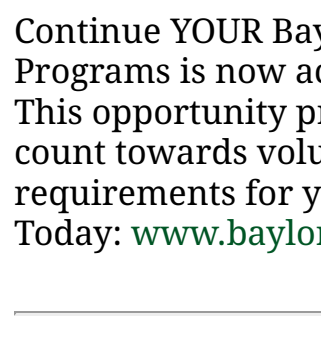 Continue YOUR Bay
Programs is now ac
This opportunity pr
count towards volu
requirements for y
Today: www.baylor